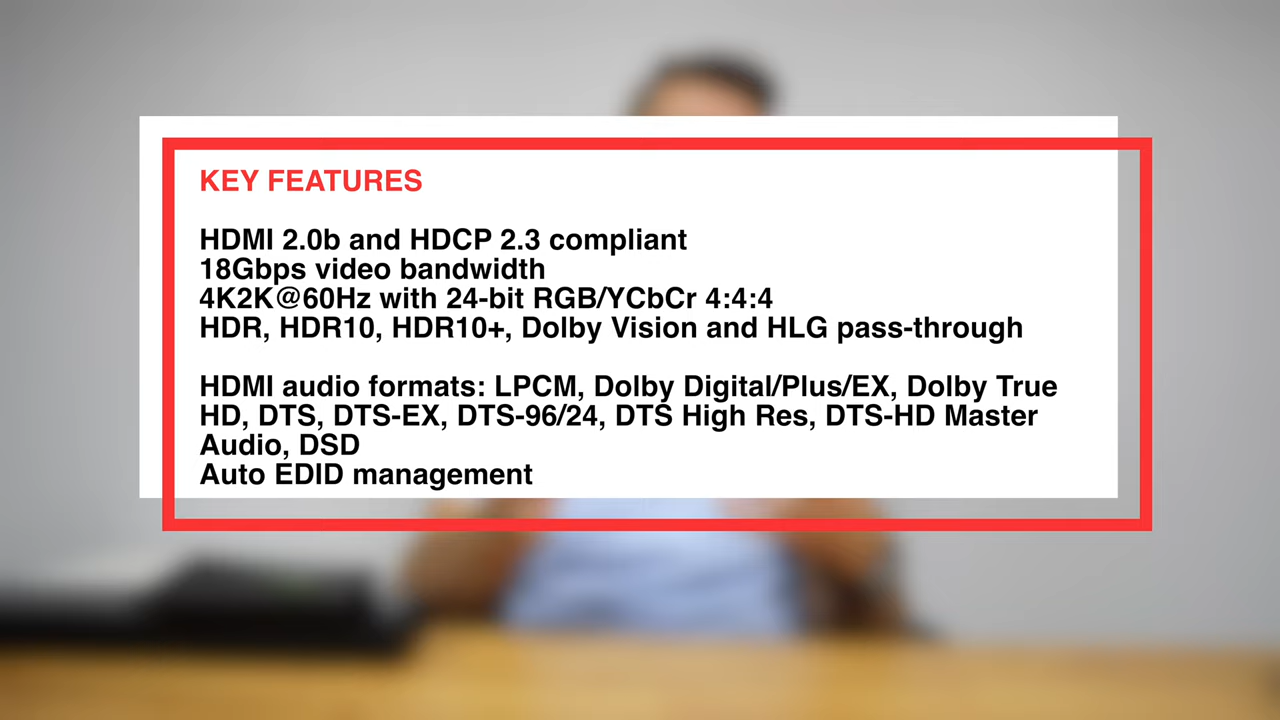 KEY FEATURES
HDMI 2.0b and HDCP 2.3 compliant
18Gbps video bandwidth
4K2K@60Hz with 24-bit RGB/YCbCr 4:4:4
HDR, HDR10, HDR10+, Dolby Vision and HLG pass-through
HDMI audio formats: LPCM, Dolby Digital/Plus/EX, Dolby True
HD, DTS, DTS-EX, DTS-96/24, DTS High Res, DTS-HD Master
Audio, DSD
Auto EDID management